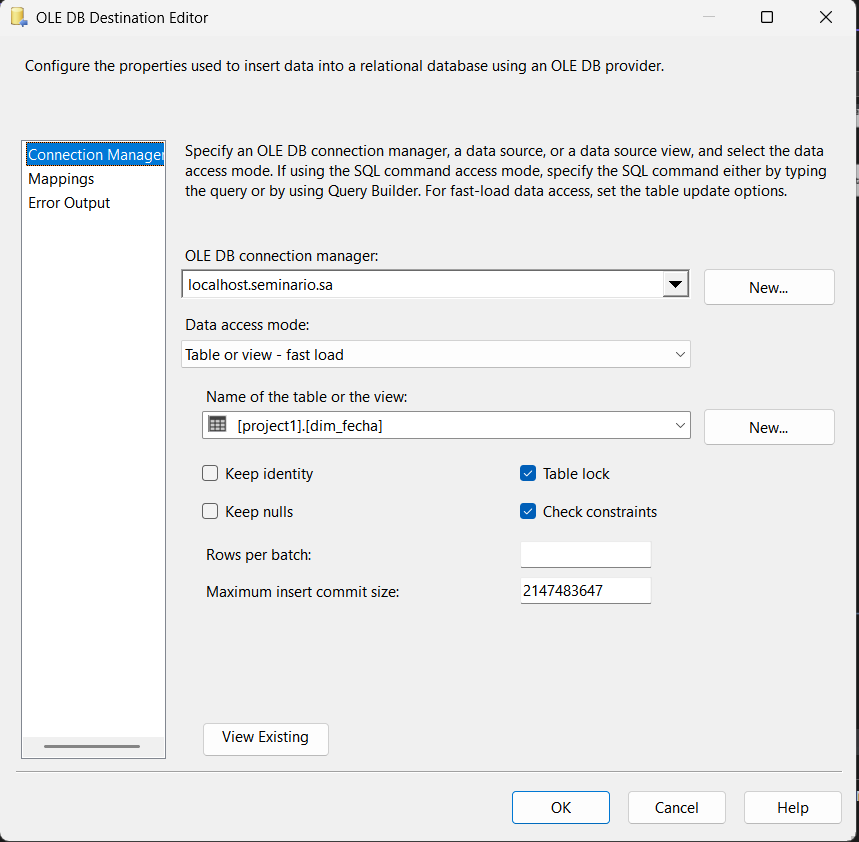 OLE DB Destination Editor
Configure the properties used to insert data into a relational database using an OLE DB provider.
Connection Manager
Mappings
Error Output
Specify an OLE DB connection manager, a data source, or a data source view, and select the data
access mode. If using the SQL command access mode, specify the SQL command either by typing
the query or by using Query Builder. For fast-load data access, set the table update options.
OLE DB connection manager:
localhost.seminario.sa
New...
Data access mode:
Table or view - fast load
Name of the table or the view:
[project1].[dim_fecha]
New...
Keep identity
Table lock
Keep nulls
Check constraints
Rows per batch:
Maximum insert commit size:
2147483647
View Existing
OK
Cancel
Help